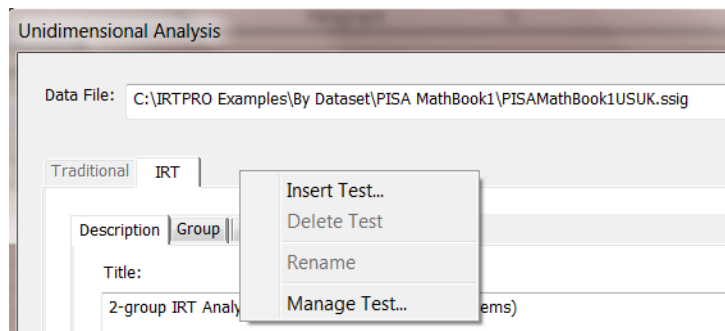 Unidimensional Analysis
Data File: C:\IRTPRO Examples\By Dataset\PISA MathBook1\PISAMathBook1USUK.ssig
Traditional IRT
Insert Test...
Delete Test
Rename
Manage Test...
Description Group
Title:
2-group IRT Analy ems)